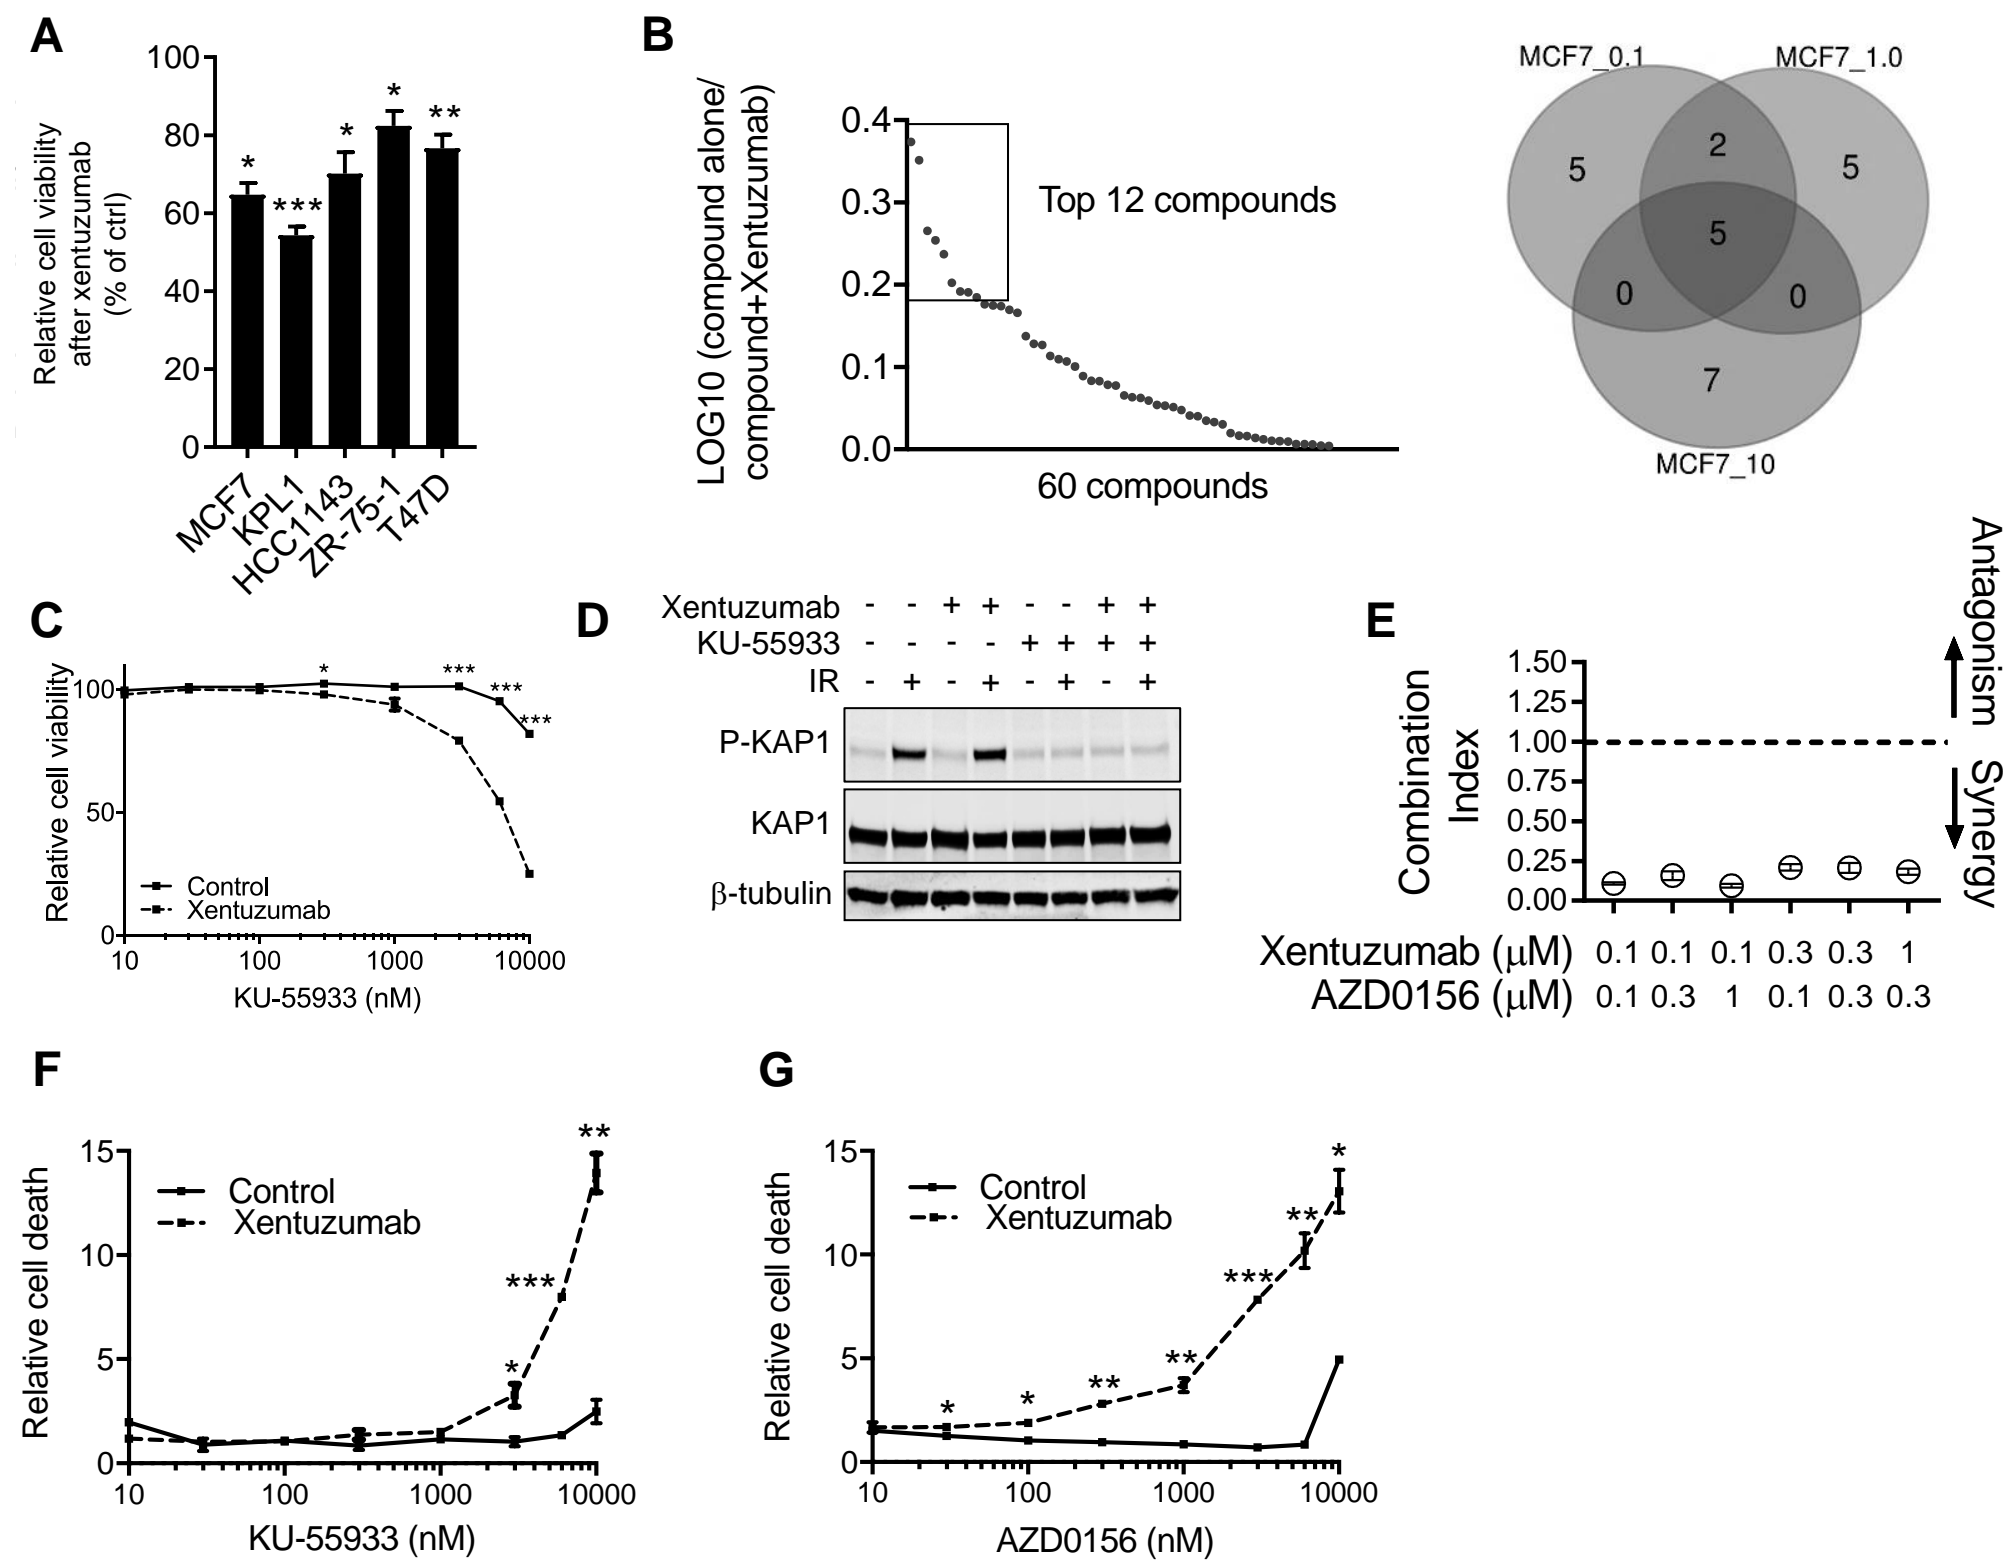 A
Relative cell viability
after xentuzumab
(% of ctrl)
100
80
60
40
20
0
*
***
*
*
**
MCF7
KPL1
HCC1143
ZR-75-1
T47D
B
LOG10 (compound alone/
compound+Xentuzumab)
0.4
0.3
0.2
0.1
0.0
Top 12 compounds
60 compounds
MCF7_0.1 MCF7_1.0
5 2 5
5
0 0
7
MCF7_10
C
Relative cell viability
100
50
0
* *** *** ***
Control
Xentuzumab
10 100 1000 10000
KU-55933 (nM)
D
Xentuzumab - - + + - - + +
KU-55933 - - - - + + + +
IR - + - + - + - +
P-KAP1
KAP1
β-tubulin
E
Combination
Index
1.50
1.25
1.00
0.75
0.50
0.25
0.00
Antagonism
Synergy
Xentuzumab (μM) 0.1 0.1 0.1 0.3 0.3 1
AZD0156 (μM) 0.1 0.3 1 0.1 0.3 0.3
F
Relative cell death
15
10
5
0
Control
Xentuzumab
* *** **
10 100 1000 10000
KU-55933 (nM)
G
Relative cell death
15
10
5
0
Control
Xentuzumab
* * ** ** *** ** *
10 100 1000 10000
AZD0156 (nM)